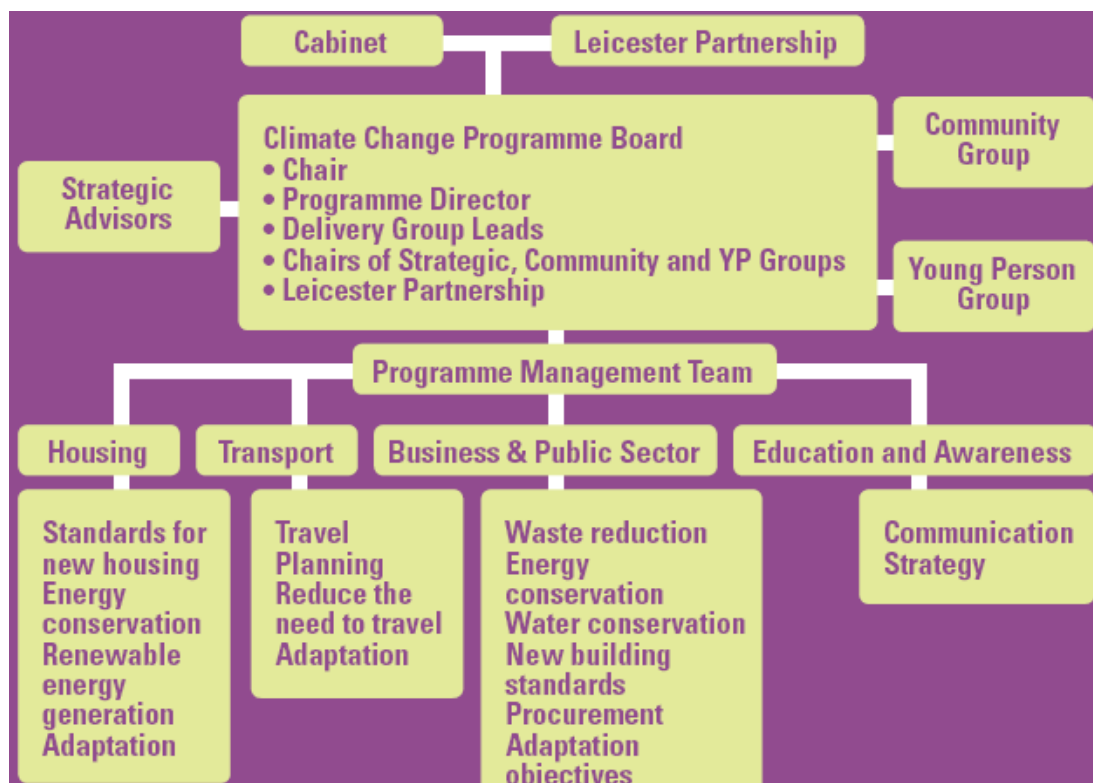 Cabinet
Leicester Partnership
Climate Change Programme Board
• Chair
• Programme Director
• Delivery Group Leads
• Chairs of Strategic, Community and YP Groups
• Leicester Partnership
Strategic
Advisors
Community
Group
Young Person
Group
Programme Management Team
Housing
Transport
Business & Public Sector
Education and Awareness
Standards for
new housing
Energy
conservation
Renewable
energy
generation
Adaptation
Travel
Planning
Reduce the
need to travel
Adaptation
Waste reduction
Energy
conservation
Water conservation
New building
standards
Procurement
Adaptation
objectives
Communication
Strategy